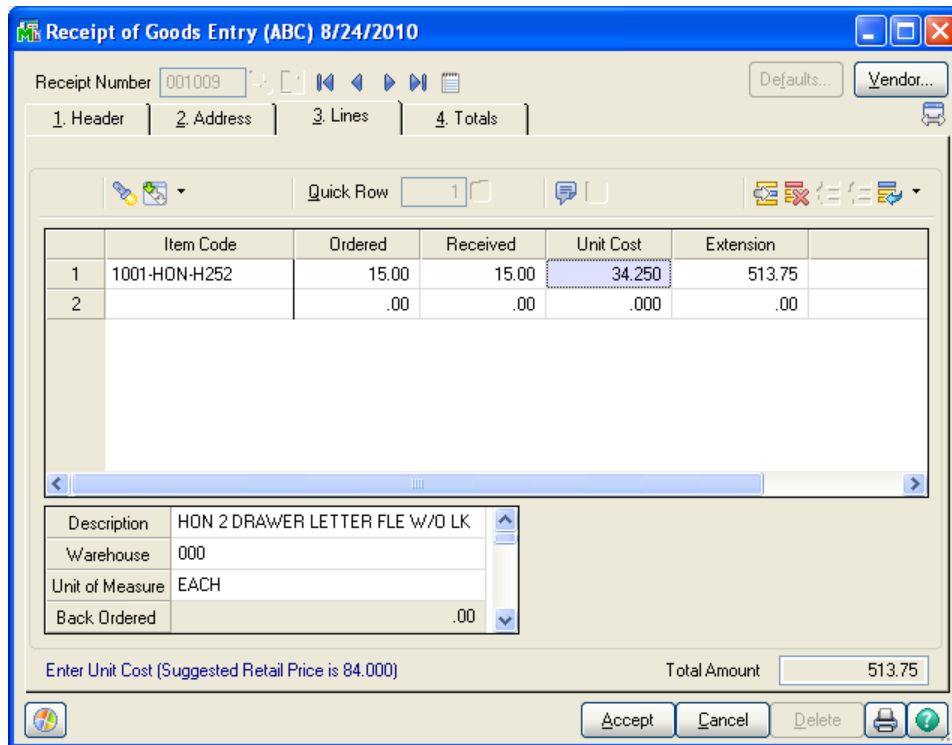 Receipt of Goods Entry (ABC) 8/24/2010
Receipt Number 001009 Defaults... Vendor...
1. Header 2. Address 3. Lines 4. Totals
Quick Row 1
Item Code Ordered Received Unit Cost Extension
1 1001-HON-H252 15.00 15.00 34.250 513.75
2 .00 .00 .000 .00
Description HON 2 DRAWER LETTER FLE W/O LK
Warehouse 000
Unit of Measure EACH
Back Ordered .00
Enter Unit Cost (Suggested Retail Price is 84.000) Total Amount 513.75
Accept Cancel Delete